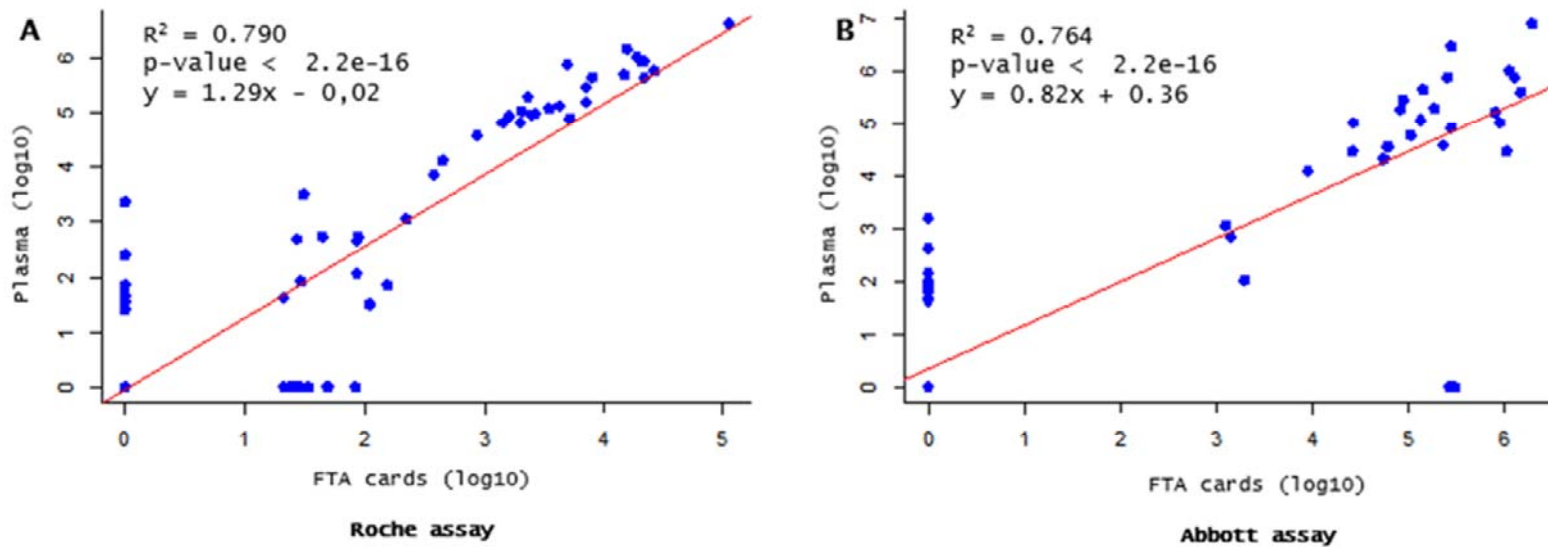 A
R² = 0.790
p-value < 2.2e-16
y = 1.29x - 0,02
Plasma (log10)
6
5
4
3
2
1
0
0 1 2 3 4 5
FTA cards (log10)
Roche assay
B
R² = 0.764
p-value < 2.2e-16
y = 0.82x + 0.36
Plasma (log10)
7
6
5
4
3
2
1
0
0 1 2 3 4 5 6
FTA cards (log10)
Abbott assay